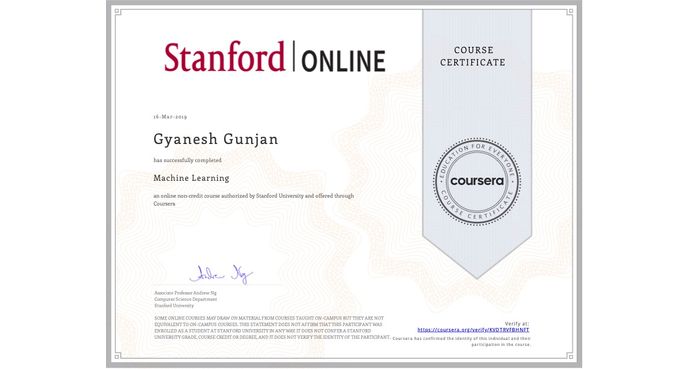 Stanford | ONLINE
COURSE
CERTIFICATE
16-Mar-2019
Gyanesh Gunjan
has successfully completed
Machine Learning
an online non-credit course authorized by Stanford University and offered through
Coursera
EDUCATION FOR EVERYONE
coursera
COURSE CERTIFICATE
Associate Professor Andrew Ng
Computer Science Department
Stanford University
SOME ONLINE COURSES MAY DRAW ON MATERIAL FROM COURSES TAUGHT ON-CAMPUS BUT THEY ARE NOT
EQUIVALENT TO ON-CAMPUS COURSES. THIS STATEMENT DOES NOT AFFIRM THAT THIS PARTICIPANT WAS
ENROLLED AS A STUDENT AT STANFORD UNIVERSITY IN ANY WAY. IT DOES NOT CONFER A STANFORD
UNIVERSITY GRADE, COURSE CREDIT OR DEGREE, AND IT DOES NOT VERIFY THE IDENTITY OF THE PARTICIPANT.
Verify at:
https://coursera.org/verify/KVDTRVFBHNFT
Coursera has confirmed the identity of this individual and their
participation in the course.